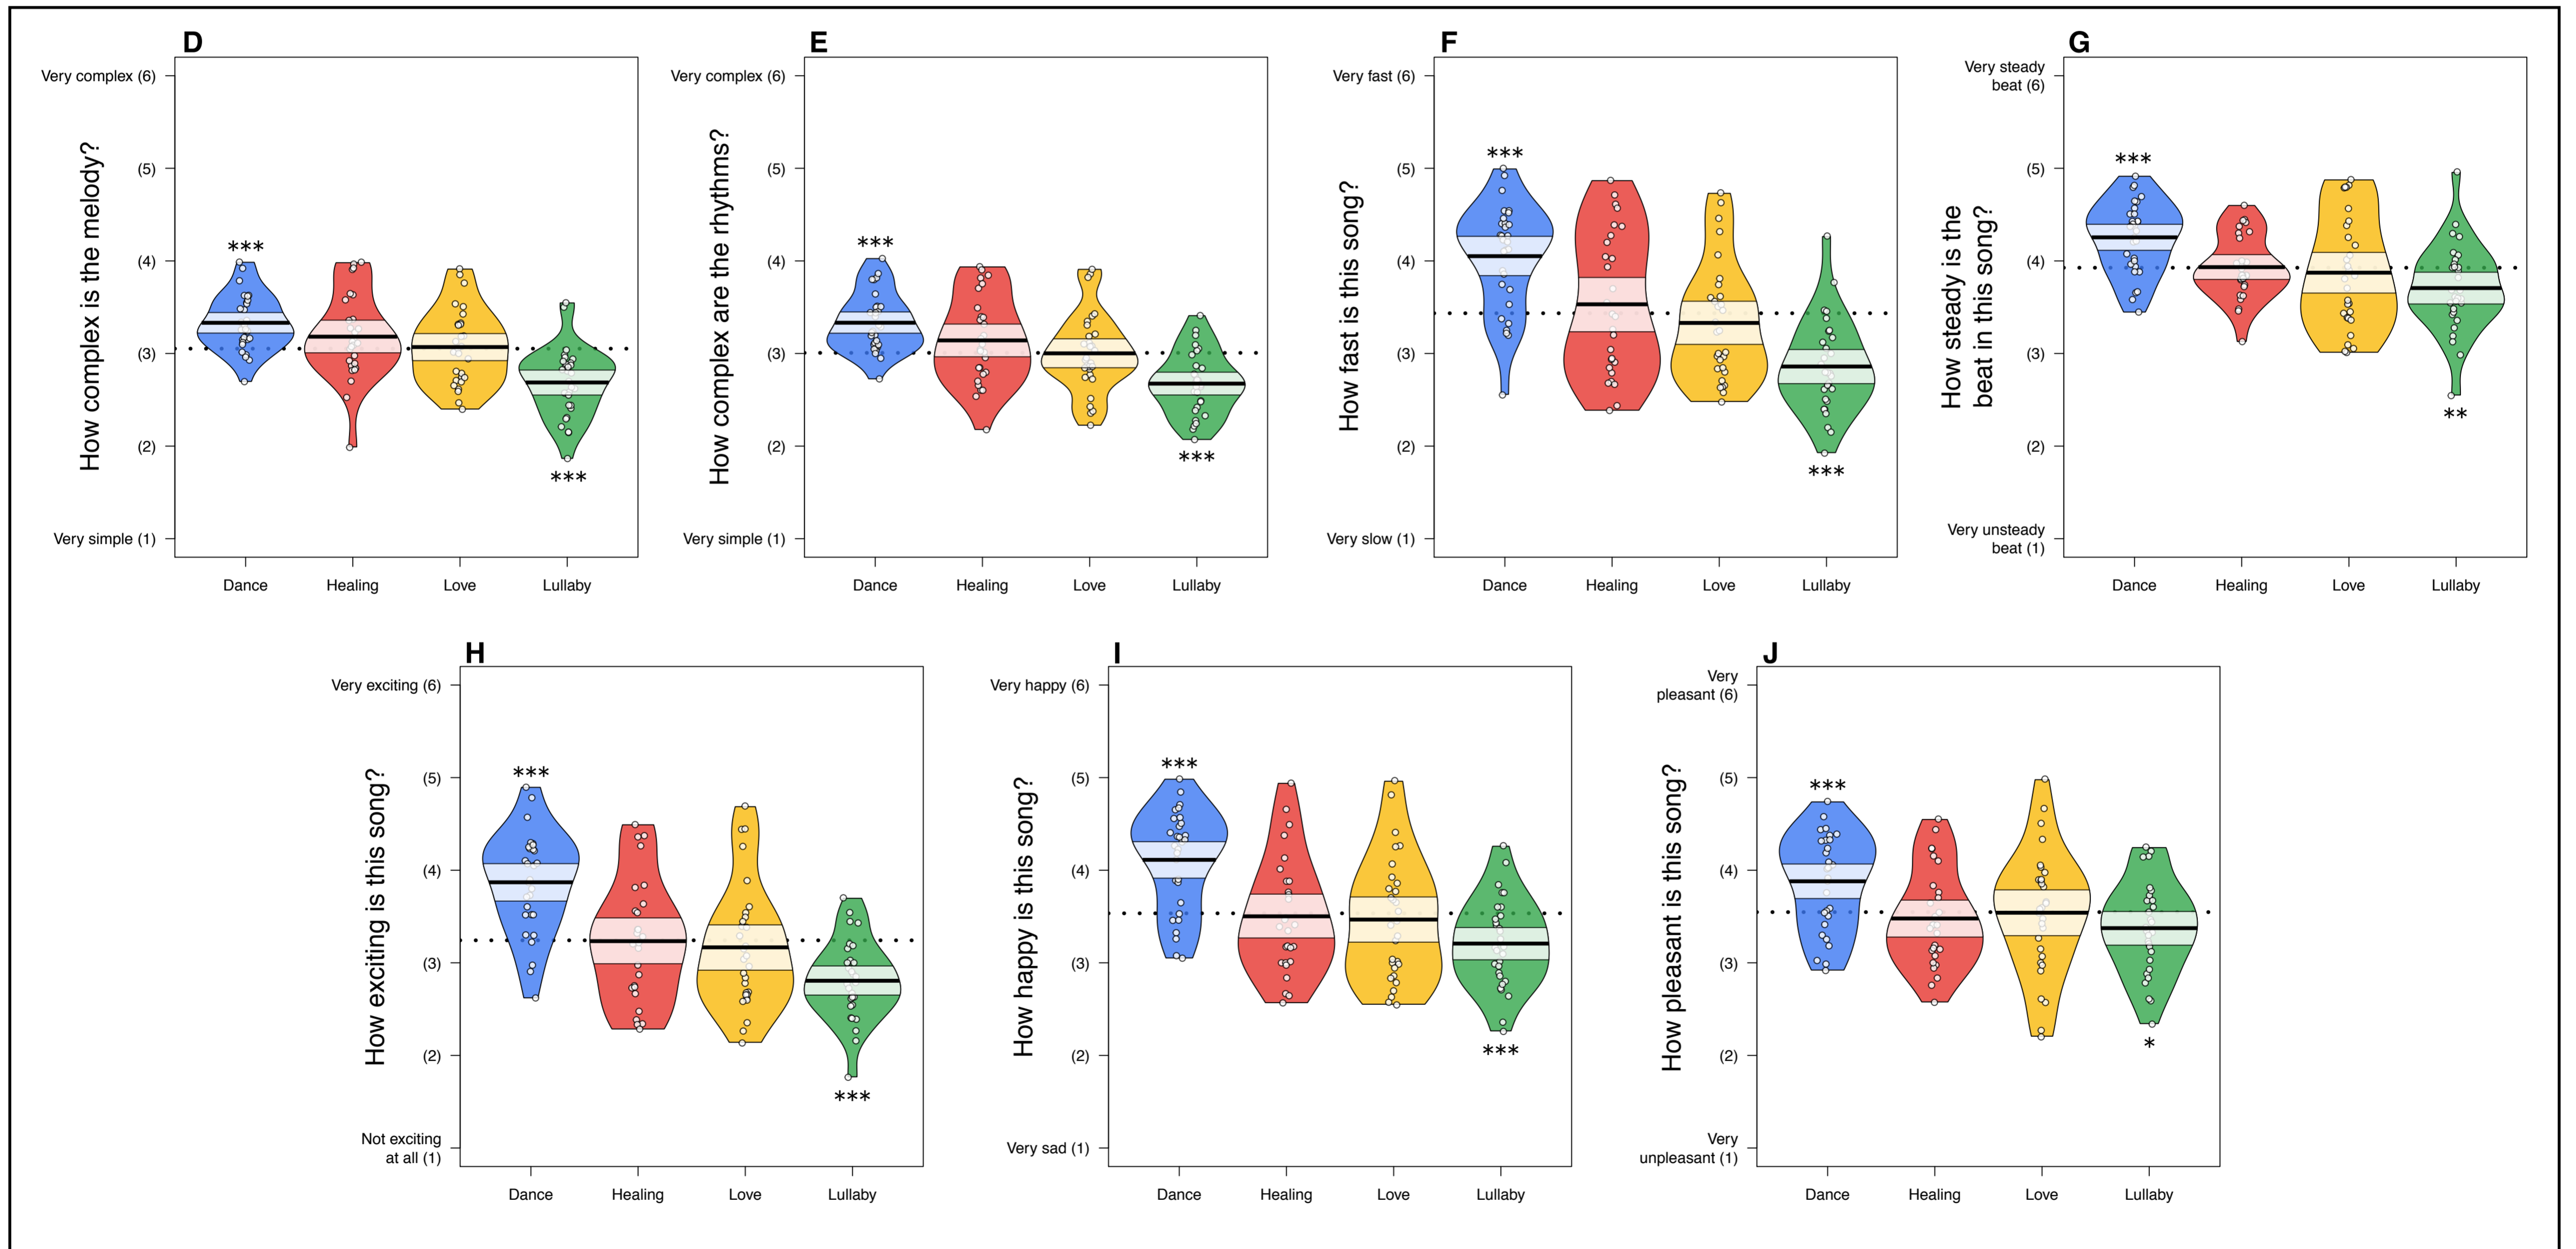 D
Very complex (6)
(5)
(4)
(3)
(2)
Very simple (1)
How complex is the melody?
***
***
Dance
Healing
Love
Lullaby
E
Very complex (6)
(5)
(4)
(3)
(2)
Very simple (1)
How complex are the rhythms?
***
***
Dance
Healing
Love
Lullaby
F
Very fast (6)
(5)
(4)
(3)
(2)
Very slow (1)
How fast is this song?
***
***
Dance
Healing
Love
Lullaby
G
Very steady
beat (6)
(5)
(4)
(3)
(2)
Very unsteady
beat (1)
How steady is the
beat in this song?
***
**
Dance
Healing
Love
Lullaby
H
Very exciting (6)
(5)
(4)
(3)
(2)
Not exciting
at all (1)
How exciting is this song?
***
***
Dance
Healing
Love
Lullaby
I
Very happy (6)
(5)
(4)
(3)
(2)
Very sad (1)
How happy is this song?
***
***
Dance
Healing
Love
Lullaby
J
Very
pleasant (6)
(5)
(4)
(3)
(2)
Very
unpleasant (1)
How pleasant is this song?
***
*
Dance
Healing
Love
Lullaby